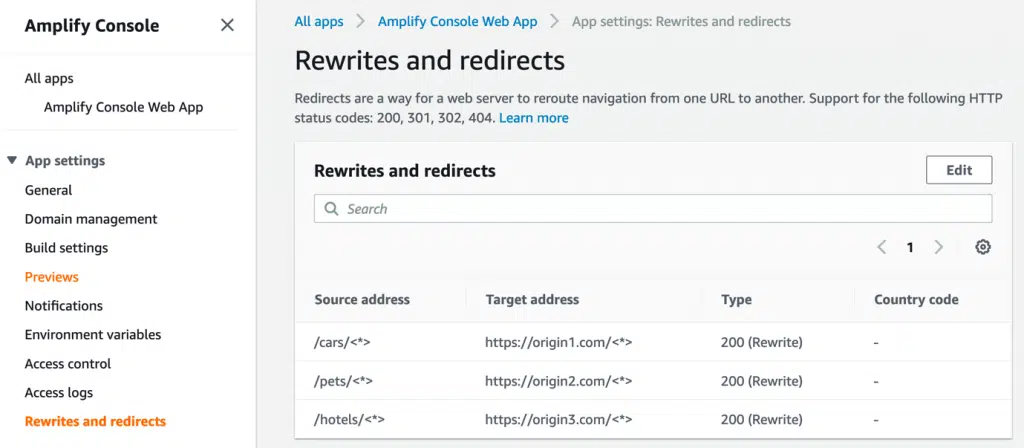 Amplify Console
All apps
Amplify Console Web App
App settings
General
Domain management
Build settings
Previews
Notifications
Environment variables
Access control
Access logs
Rewrites and redirects
All apps Amplify Console Web App App settings: Rewrites and redirects
Rewrites and redirects
Redirects are a way for a web server to reroute navigation from one URL to another. Support for the following HTTP
status codes: 200, 301, 302, 404. Learn more
Rewrites and redirects Edit
Search
1
Source address Target address Type Country code
/cars/<*> https://origin1.com/<*> 200 (Rewrite) -
/pets/<*> https://origin2.com/<*> 200 (Rewrite) -
/hotels/<*> https://origin3.com/<*> 200 (Rewrite) -